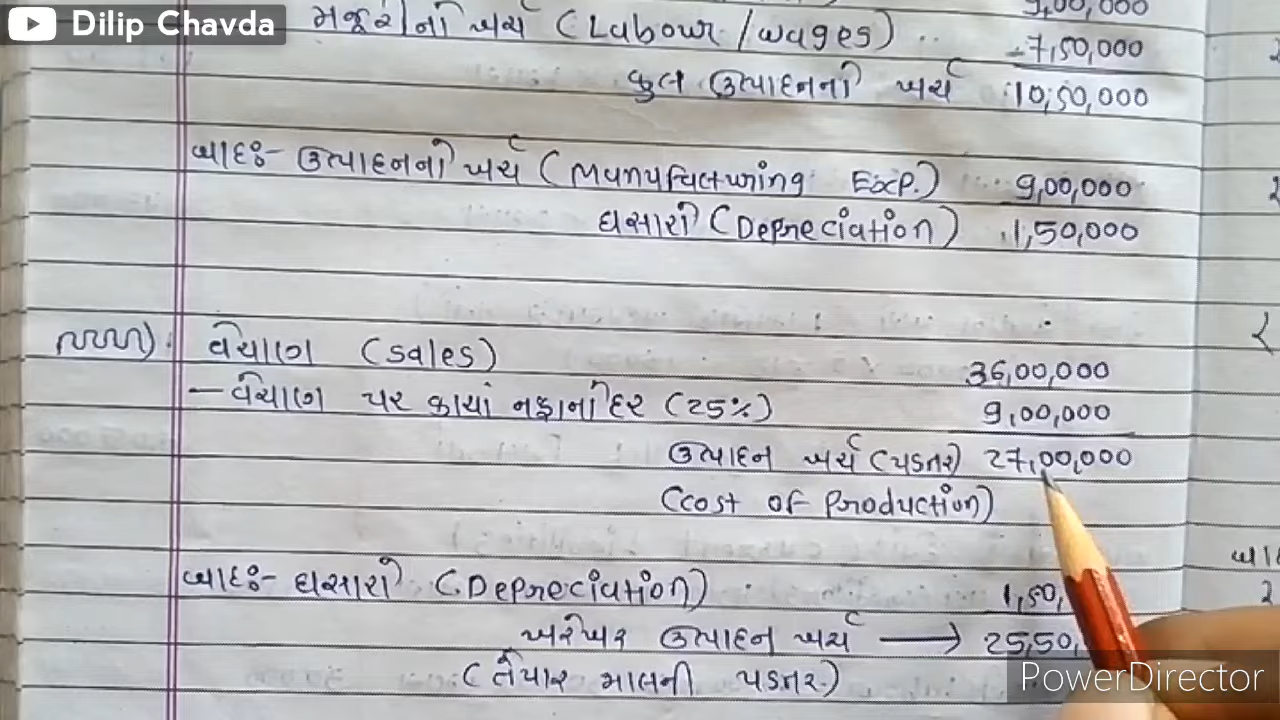 Dilip Chavda
9,00,000
મજૂરીનો ખર્ચ (Labour/wages) .. -7,50,000
કુલ ઉત્પાદનનો ખર્ચ 10,50,000
બાદઃ- ઉત્પાદનનો ખર્ચ (Manufacturing Exp.) 9,00,000
ઘસારો (Depreciation) 1,50,000
વેચાણ (sales) 36,00,000
- વેચાણ પર કાચાં નફાનો દર (25%) 9,00,000
ઉત્પાદન ખર્ચ (પડતર) 27,00,000
(Cost of Production)
બાદઃ- ઘસારો (Depreciation) 1,50,
ખરેખર ઉત્પાદન ખર્ચ → 25,50,
(તૈયાર માલની પડતર)
PowerDirector